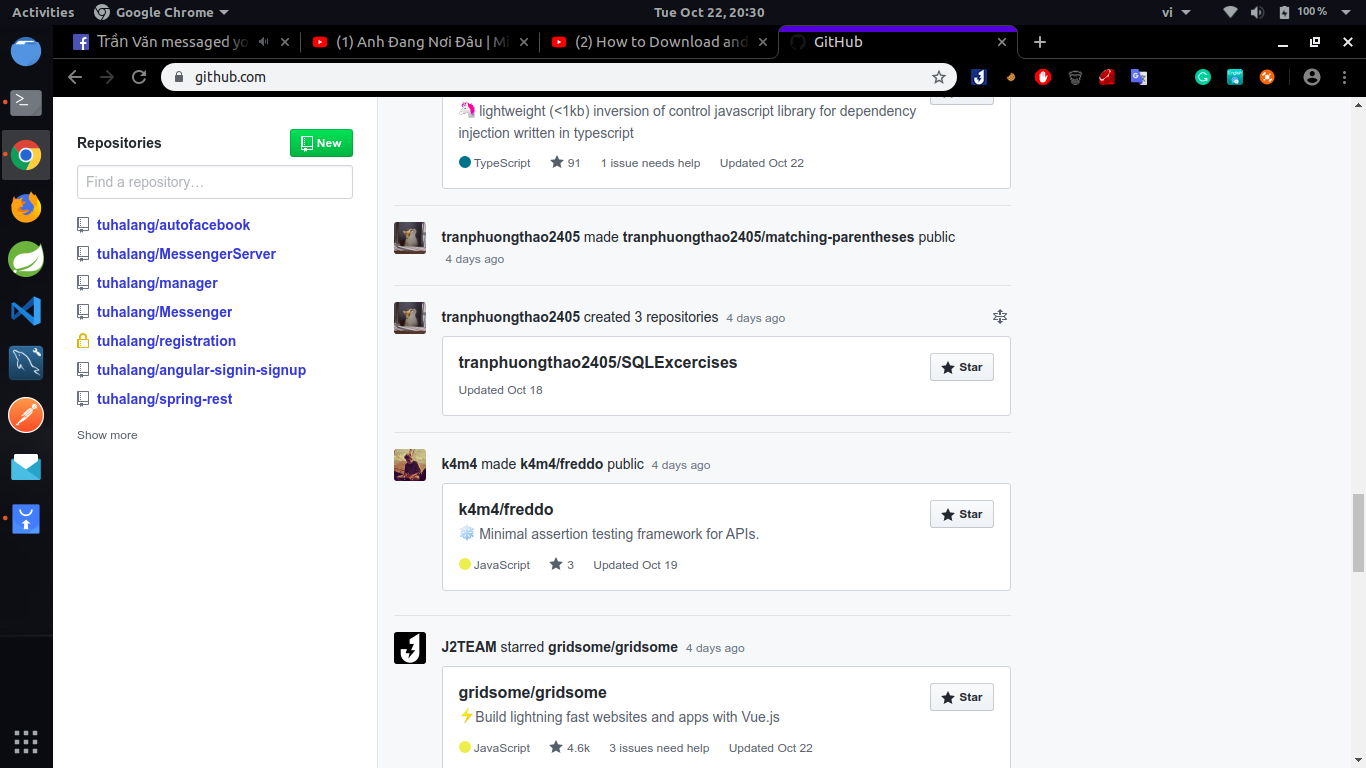 Activities Google Chrome Tue Oct 22, 20:30 vi 100 %
Trần Văn messaged yo (1) Anh Đang Nơi Đâu | Mi (2) How to Download and GitHub
github.com
Repositories New
Find a repository…
tuhalang/autofacebook
tuhalang/MessengerServer
tuhalang/manager
tuhalang/Messenger
tuhalang/registration
tuhalang/angular-signin-signup
tuhalang/spring-rest
Show more
lightweight (<1kb) inversion of control javascript library for dependency
injection written in typescript
TypeScript 91 1 issue needs help Updated Oct 22
tranphuongthao2405 made tranphuongthao2405/matching-parentheses public
4 days ago
tranphuongthao2405 created 3 repositories 4 days ago
tranphuongthao2405/SQLExcercises Star
Updated Oct 18
k4m4 made k4m4/freddo public 4 days ago
k4m4/freddo Star
Minimal assertion testing framework for APIs.
JavaScript 3 Updated Oct 19
J2TEAM starred gridsome/gridsome 4 days ago
gridsome/gridsome Star
Build lightning fast websites and apps with Vue.js
JavaScript 4.6k 3 issues need help Updated Oct 22